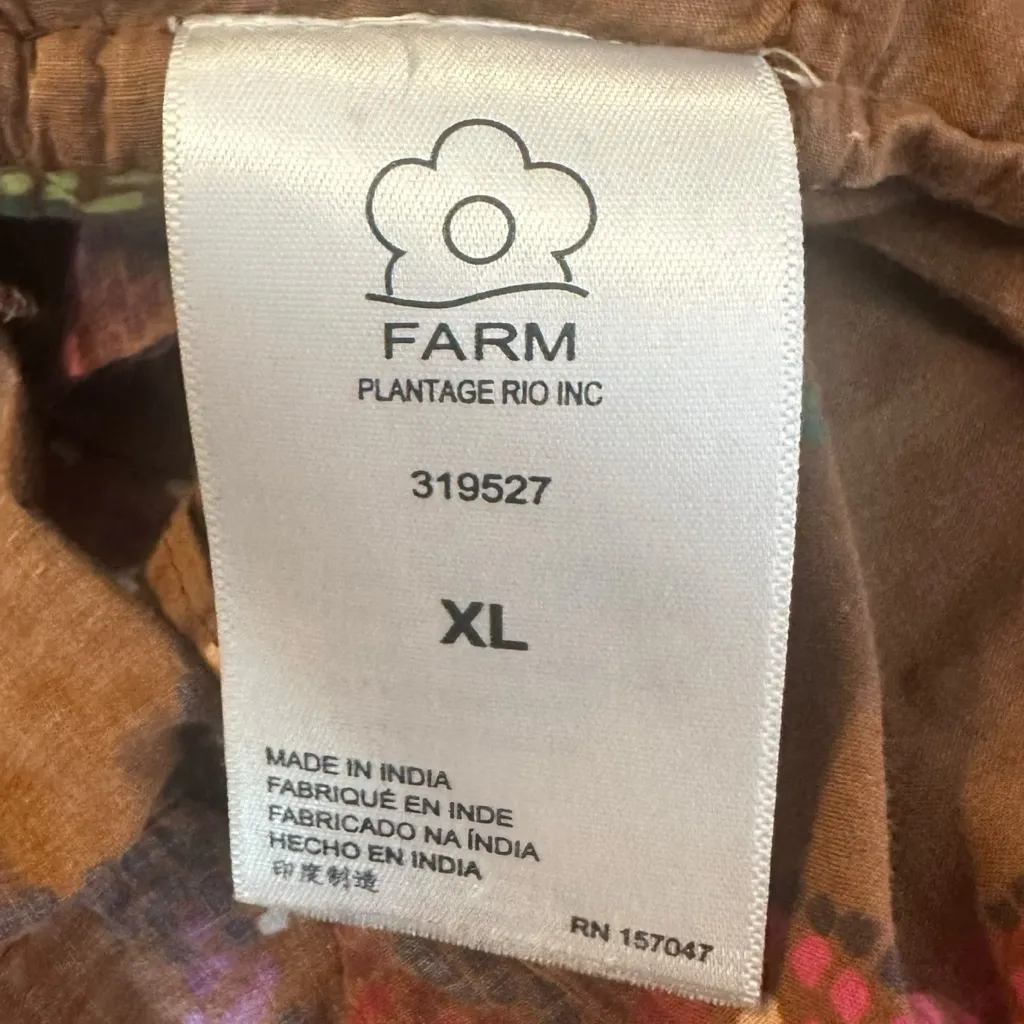 FARM
PLANTAGE RIO INC
319527
XL
MADE IN INDIA
FABRIQUÉ EN INDE
FABRICADO NA ÍNDIA
HECHO EN INDIA
印度制造
RN 157047